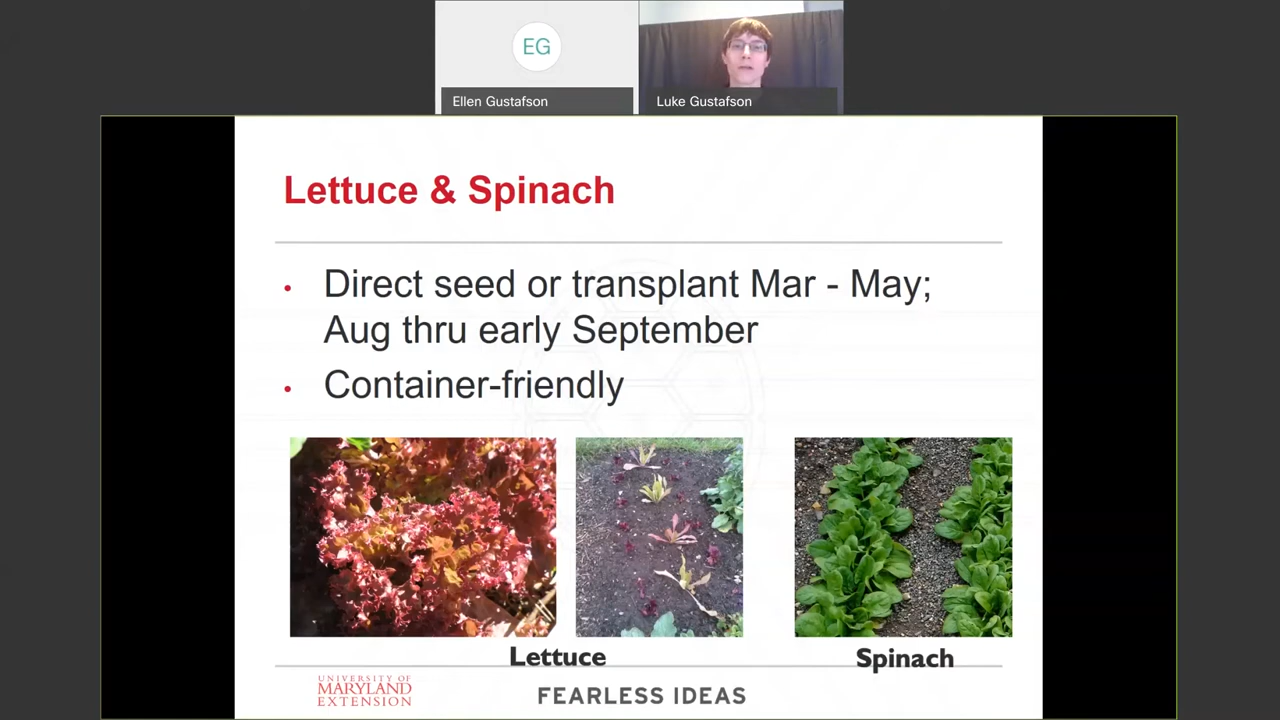 EG
Ellen Gustafson
Luke Gustafson
Lettuce & Spinach
• Direct seed or transplant Mar - May;
Aug thru early September
• Container-friendly
Lettuce
Spinach
UNIVERSITY OF
MARYLAND
EXTENSION
FEARLESS IDEAS